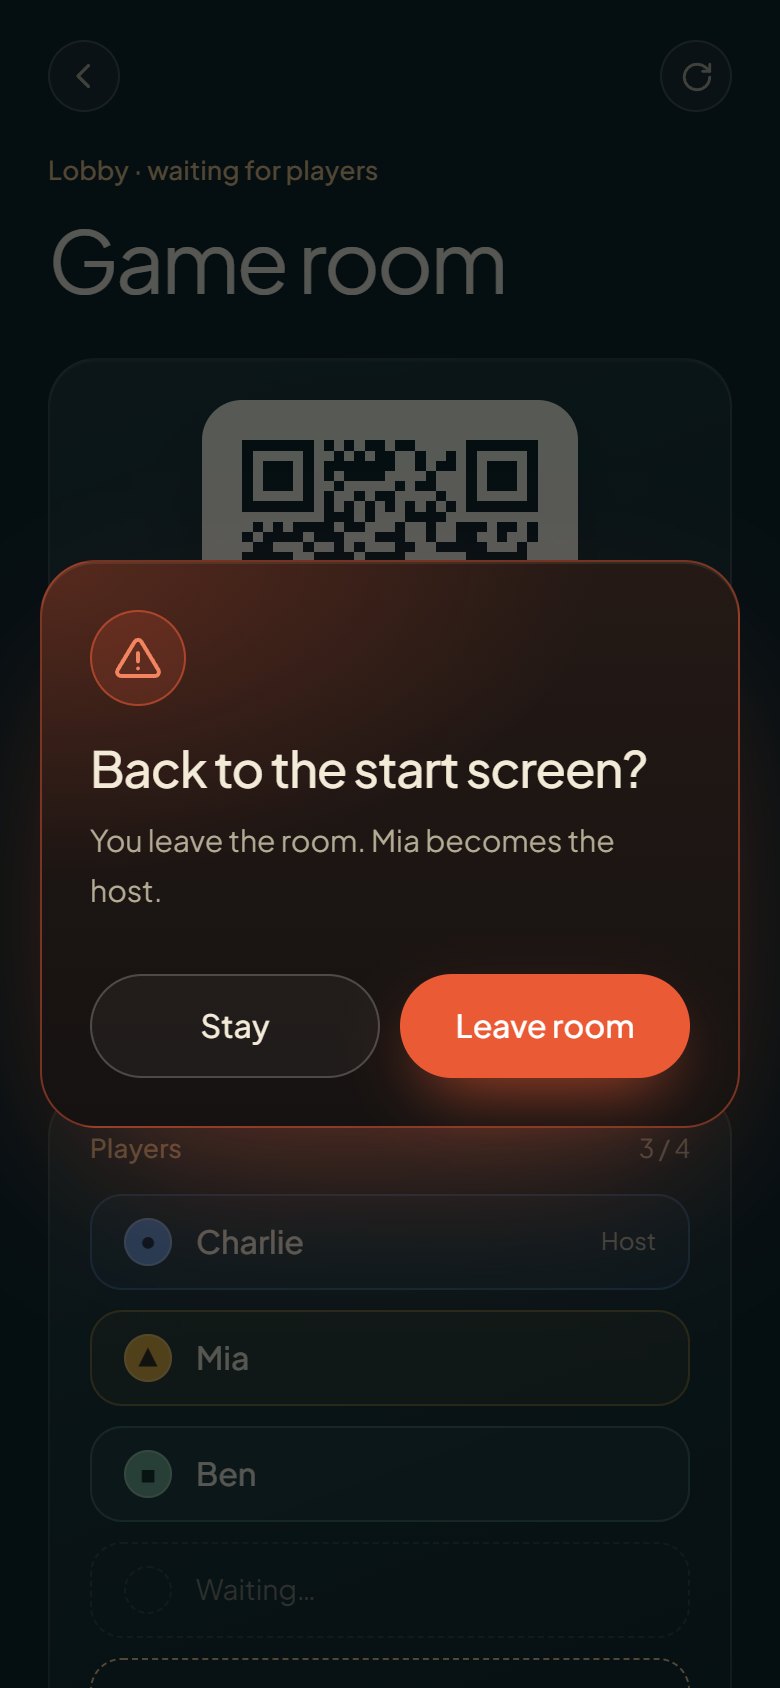 Lobby · waiting for players
Game room
Back to the start screen?
You leave the room. Mia becomes the
host.
Stay
Leave room
Players
3 / 4
Charlie
Host
Mia
Ben
Waiting...